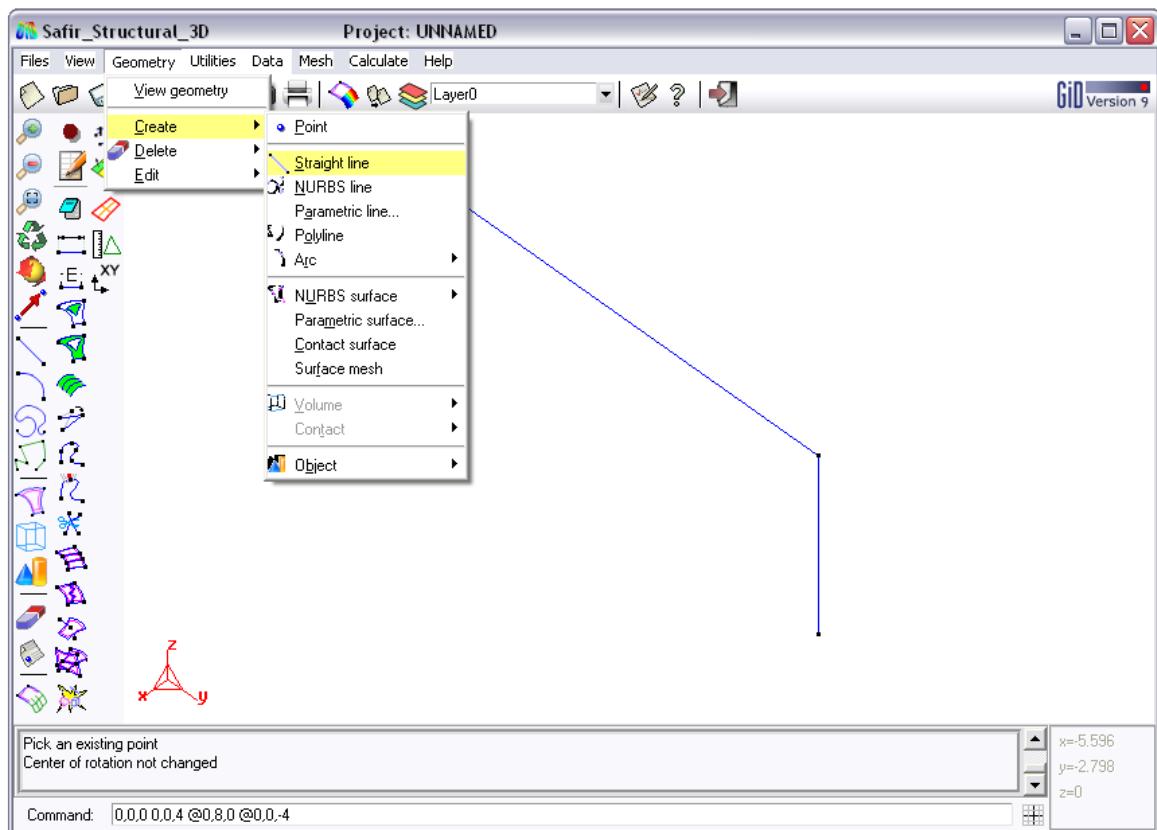 Safir_Structural_3D Project: UNNAMED
Files View Geometry Utilities Data Mesh Calculate Help
View geometry
Layer0
GiD Version 9
Create
Delete
Edit
Point
Straight line
NURBS line
Parametric line...
Polyline
Arc
NURBS surface
Parametric surface...
Contact surface
Surface mesh
Volume
Contact
Object
E
XY
z
x y
Pick an existing point
Center of rotation not changed
x=-5.596
y=-2.798
z=0
Command: 0,0,0 0,0,4 @0,8,0 @0,0,-4